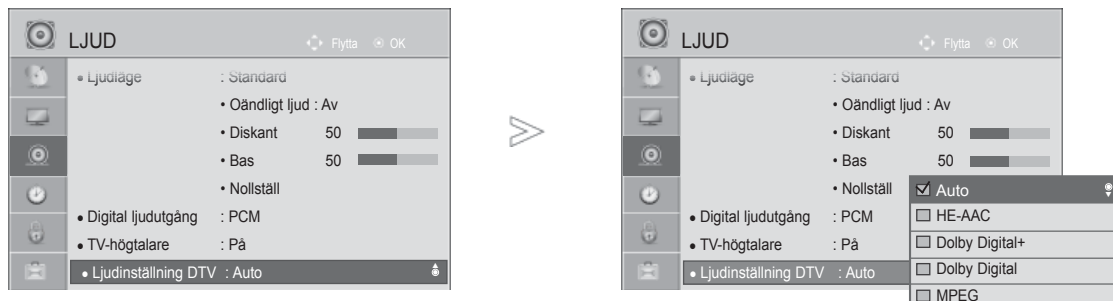 LJUD
Flytta OK
• Ljudläge : Standard
• Oändligt ljud : Av
• Diskant 50
• Bas 50
• Nollställ
• Digital ljudutgång : PCM
• TV-högtalare : På
• Ljudinställning DTV : Auto
LJUD
Flytta OK
• Ljudläge : Standard
• Oändligt ljud : Av
• Diskant 50
• Bas 50
• Nollställ
• Digital ljudutgång : PCM
• TV-högtalare : På
• Ljudinställning DTV : Auto
Auto
HE-AAC
Dolby Digital+
Dolby Digital
MPEG